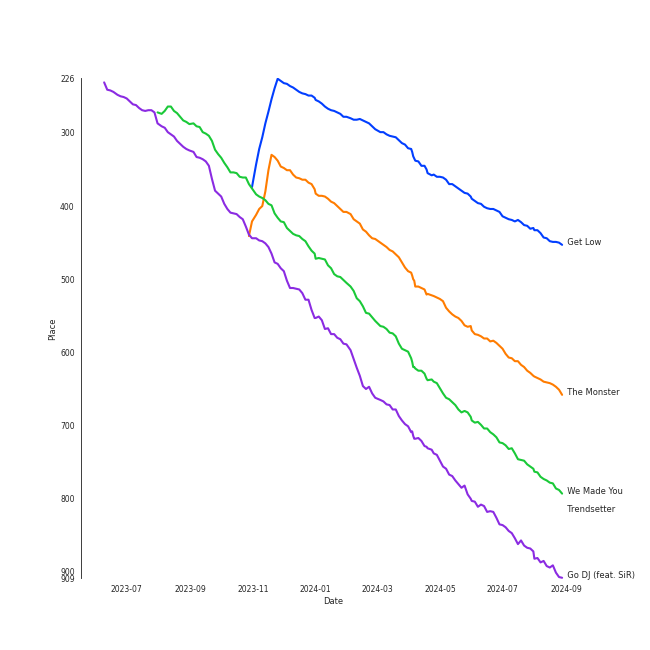 226
300
400
500
600
700
800
900
909
Place
2023-07
2023-09
2023-11
2024-01
2024-03
2024-05
2024-07
2024-09
Date
Get Low
The Monster
We Made You
Trendsetter
Go DJ (feat. SiR)